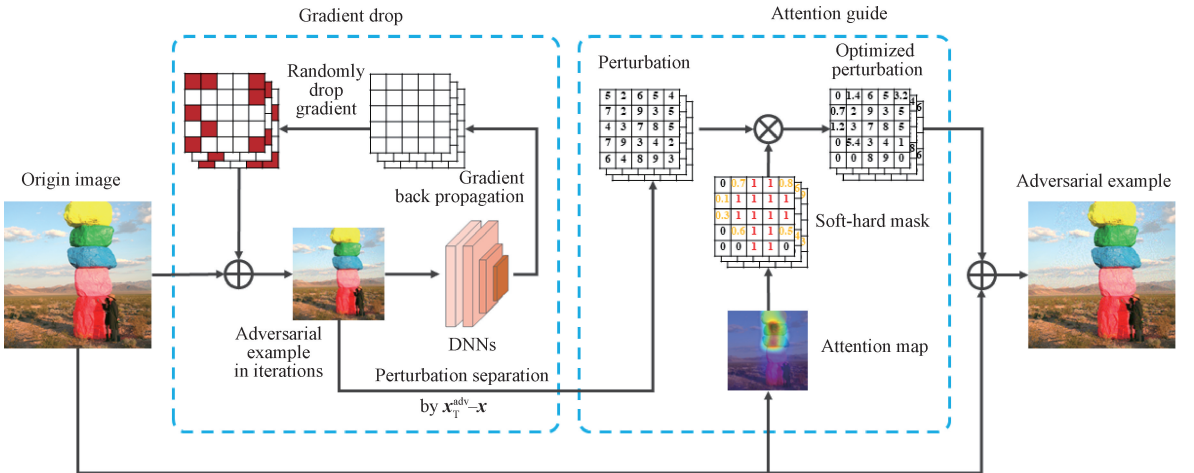 Gradient drop
Attention guide
Randomly
drop
gradient
Perturbation
Optimized
perturbation
5 2 6 5 4
7 2 9 3 5
4 3 7 8 5
7 9 3 4 2
6 4 8 9 3
0 1.4 6 5 3.2
0.7 2 9 3 5
1.2 3 7 8 5
0 5.4 3 4 1
0 0 8 9 0
Gradient
back propagation
0 0.7 1 1 0.8
0.1 1 1 1 1
0.3 1 1 1 1
0 0.6 1 1 0.5
0 0 1 1 0
Soft-hard mask
Origin image
Adversarial example
Adversarial
example
in iterations
DNNs
Attention map
Perturbation separation
by x_T^adv–x